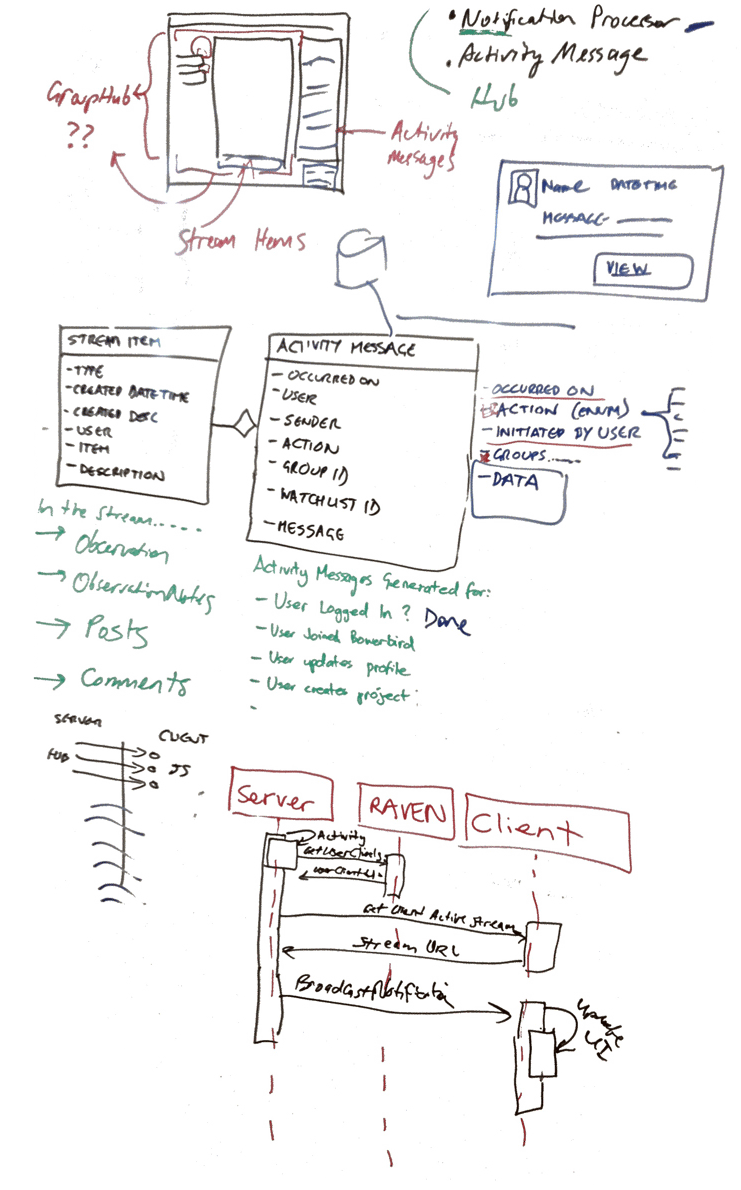 • Notification Processor
• Activity Message
Hub
GroupHub
??
Activity
Messages
Stream Items
Name DATETIME
MESSAGE
VIEW
STREAM ITEM
- TYPE
- CREATED DATETIME
- CREATED DESC
- USER
- ITEM
- DESCRIPTION
ACTIVITY MESSAGE
- OCCURRED ON
- USER
- SENDER
- ACTION
- GROUP ID
- WATCHLIST ID
- MESSAGE
- OCCURRED ON
ACTION (ENUM)
- INITIATED BY USER
GROUPS.....
- DATA
In the Stream.....
→ Observation
→ ObservationNotes
→ Posts
→ Comments
Activity Messages Generated for:
- User Logged In ? Done
- User Joined Bowerbird
- User updates profile
- User creates project:
-
SERVER
CLIENT
HUB
JS
Server
RAVEN
Client
Activity
GetUserClientIds
UserClientIds
Get Client Active Stream
Stream URL
BroadcastNotification
Update
UI